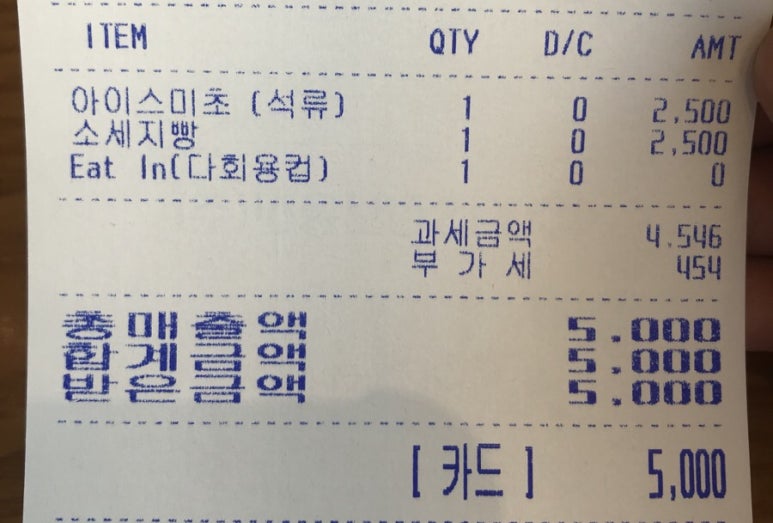 ITEM QTY D/C AMT
아이스미초 (석류) 1 0 2,500
소세지빵 1 0 2,500
Eat In(다회용컵) 1 0 0
과세금액 4.546
부 가 세 454
총 매 출 액 5.000
합 계 금 액 5.000
받 은 금 액 5.000
[ 카드 ] 5,000